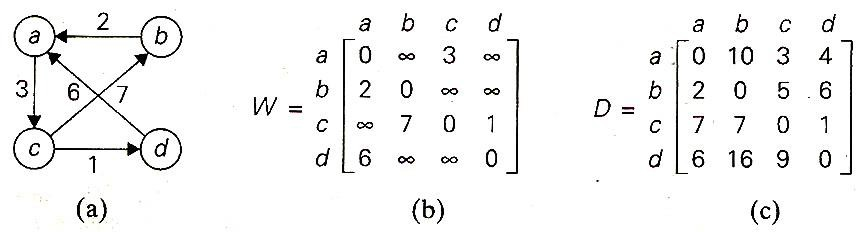 a 2 b
3 6 7
c 1 d
(a)
a b c d
a 0 ∞ 3 ∞
W = b 2 0 ∞ ∞
c ∞ 7 0 1
d 6 ∞ ∞ 0
(b)
a b c d
a 0 10 3 4
D = b 2 0 5 6
c 7 7 0 1
d 6 16 9 0
(c)